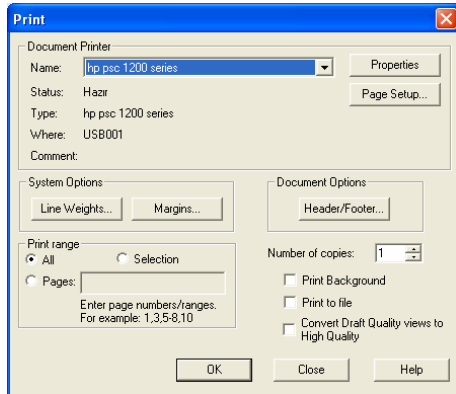 Print
Document Printer
Name: hp psc 1200 series Properties
Status: Hazır Page Setup...
Type: hp psc 1200 series
Where: USB001
Comment:
System Options Document Options
Line Weights... Margins... Header/Footer...
Print range Number of copies: 1
All Selection
Pages: Print Background
Enter page numbers/ranges. Print to file
For example: 1,3,5-8,10 Convert Draft Quality views to
High Quality
OK Close Help